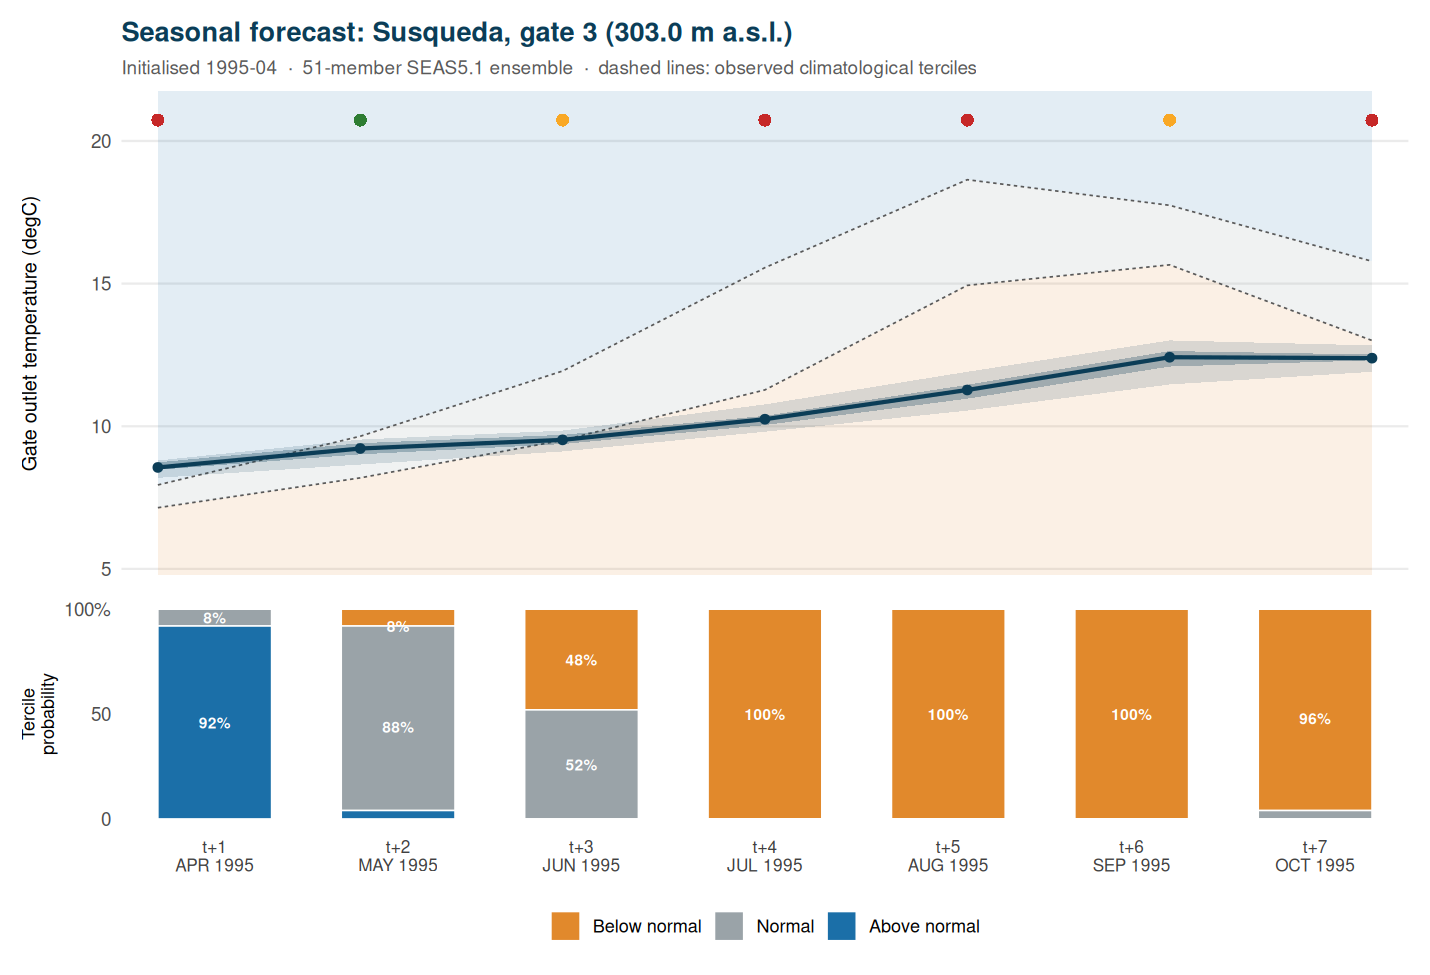 Seasonal forecast: Susqueda, gate 3 (303.0 m a.s.l.)
Initialised 1995-04 · 51-member SEAS5.1 ensemble · dashed lines: observed climatological terciles
Gate outlet temperature (degC)
20
15
10
5
Tercile
probability
100%
50
0
8%
92%
8%
88%
48%
52%
100%
100%
100%
96%
t+1
APR 1995
t+2
MAY 1995
t+3
JUN 1995
t+4
JUL 1995
t+5
AUG 1995
t+6
SEP 1995
t+7
OCT 1995
Below normal
Normal
Above normal